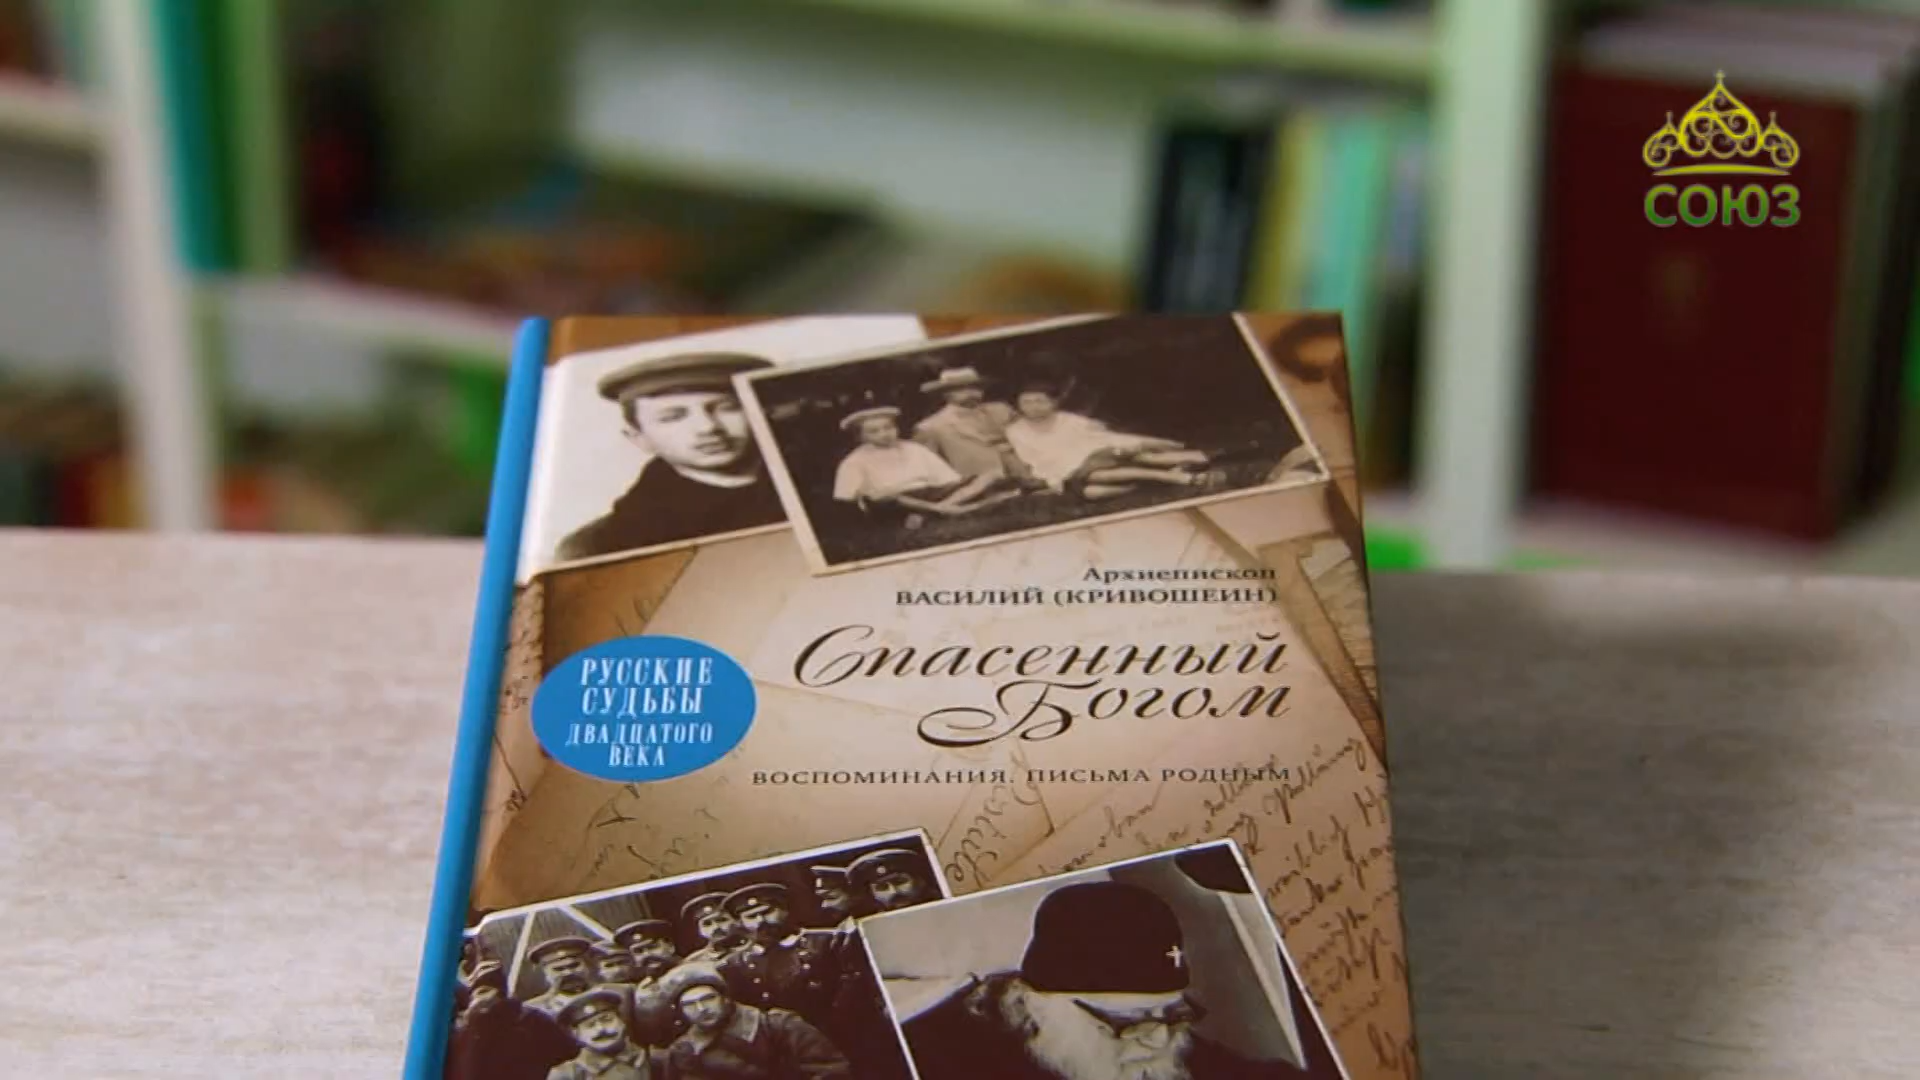 СОЮЗ
Архиепископ
ВАСИЛИЙ (КРИВОШЕИН)
Спасенный
Богом
РУССКИЕ
СУДЬБЫ
ДВАДЦАТОГО
ВЕКА
ВОСПОМИНАНИЯ. ПИСЬМА РОДНЫМ